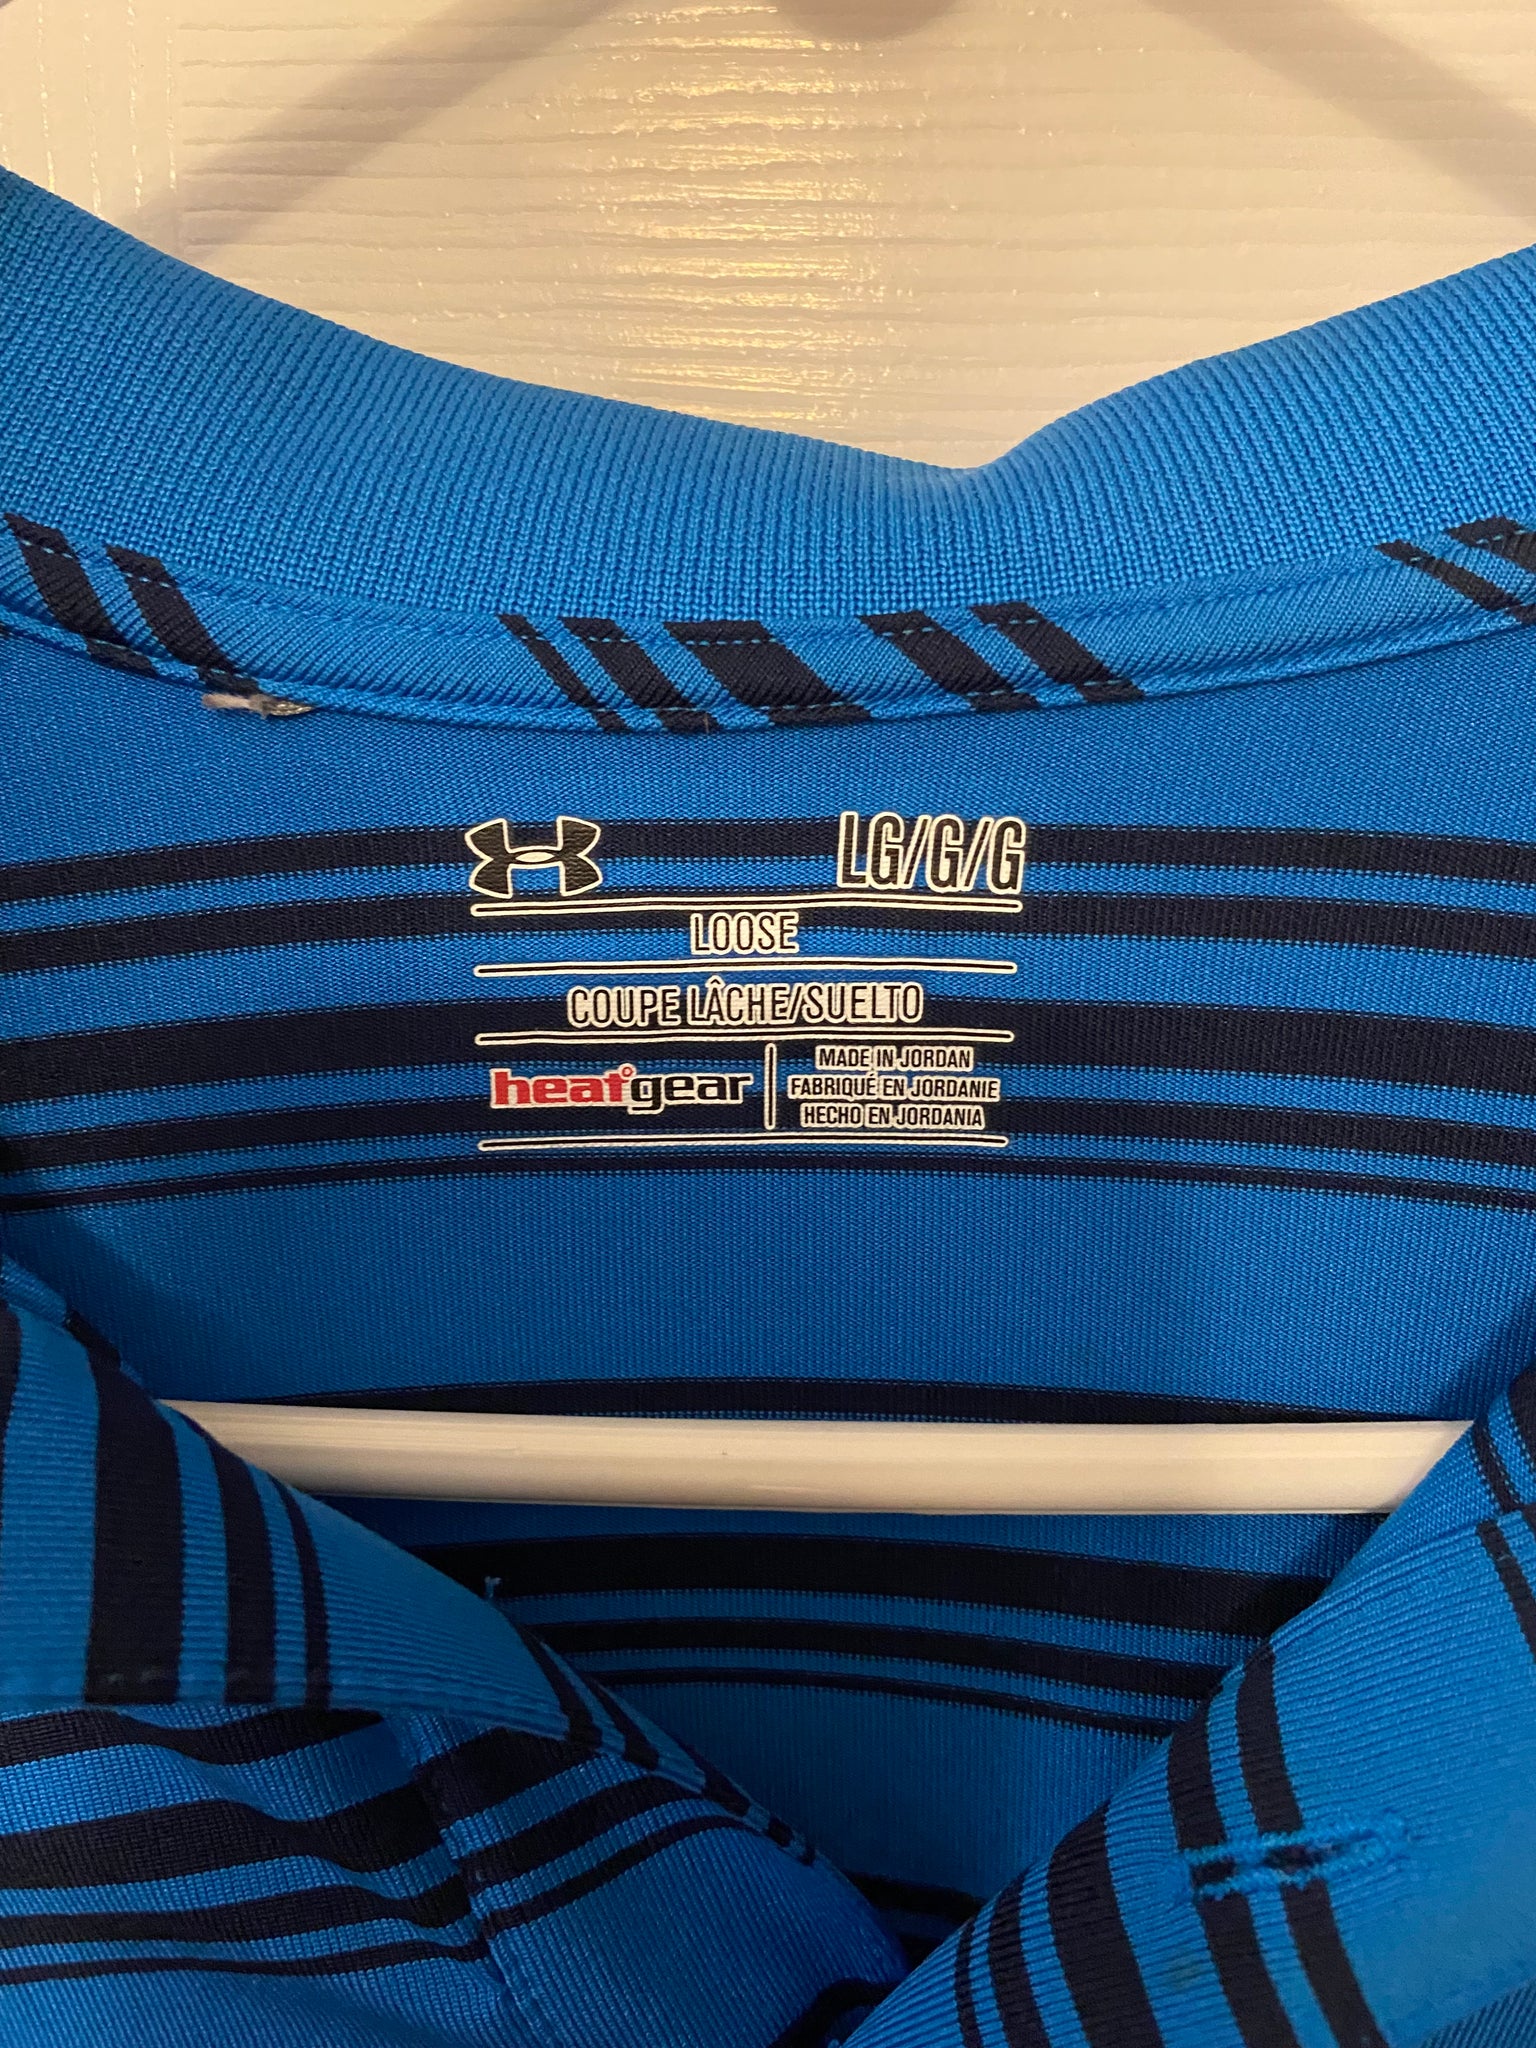 LG/G/G
LOOSE
COUPE LÂCHE/SUELTO
heatgear
MADE IN JORDAN
FABRIQUÉ EN JORDANIE
HECHO EN JORDANIA